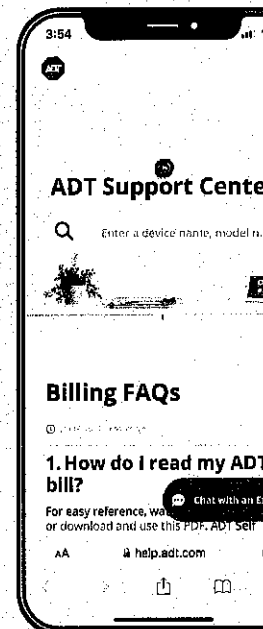 3:54
ADT
ADT Support Cente
Enter a device name, model n.
Billing FAQs
1. How do I read my ADT
bill?
Chat with an Ex
For easy reference, wa
or download and use this PDF. ADT Self
AA help.adt.com